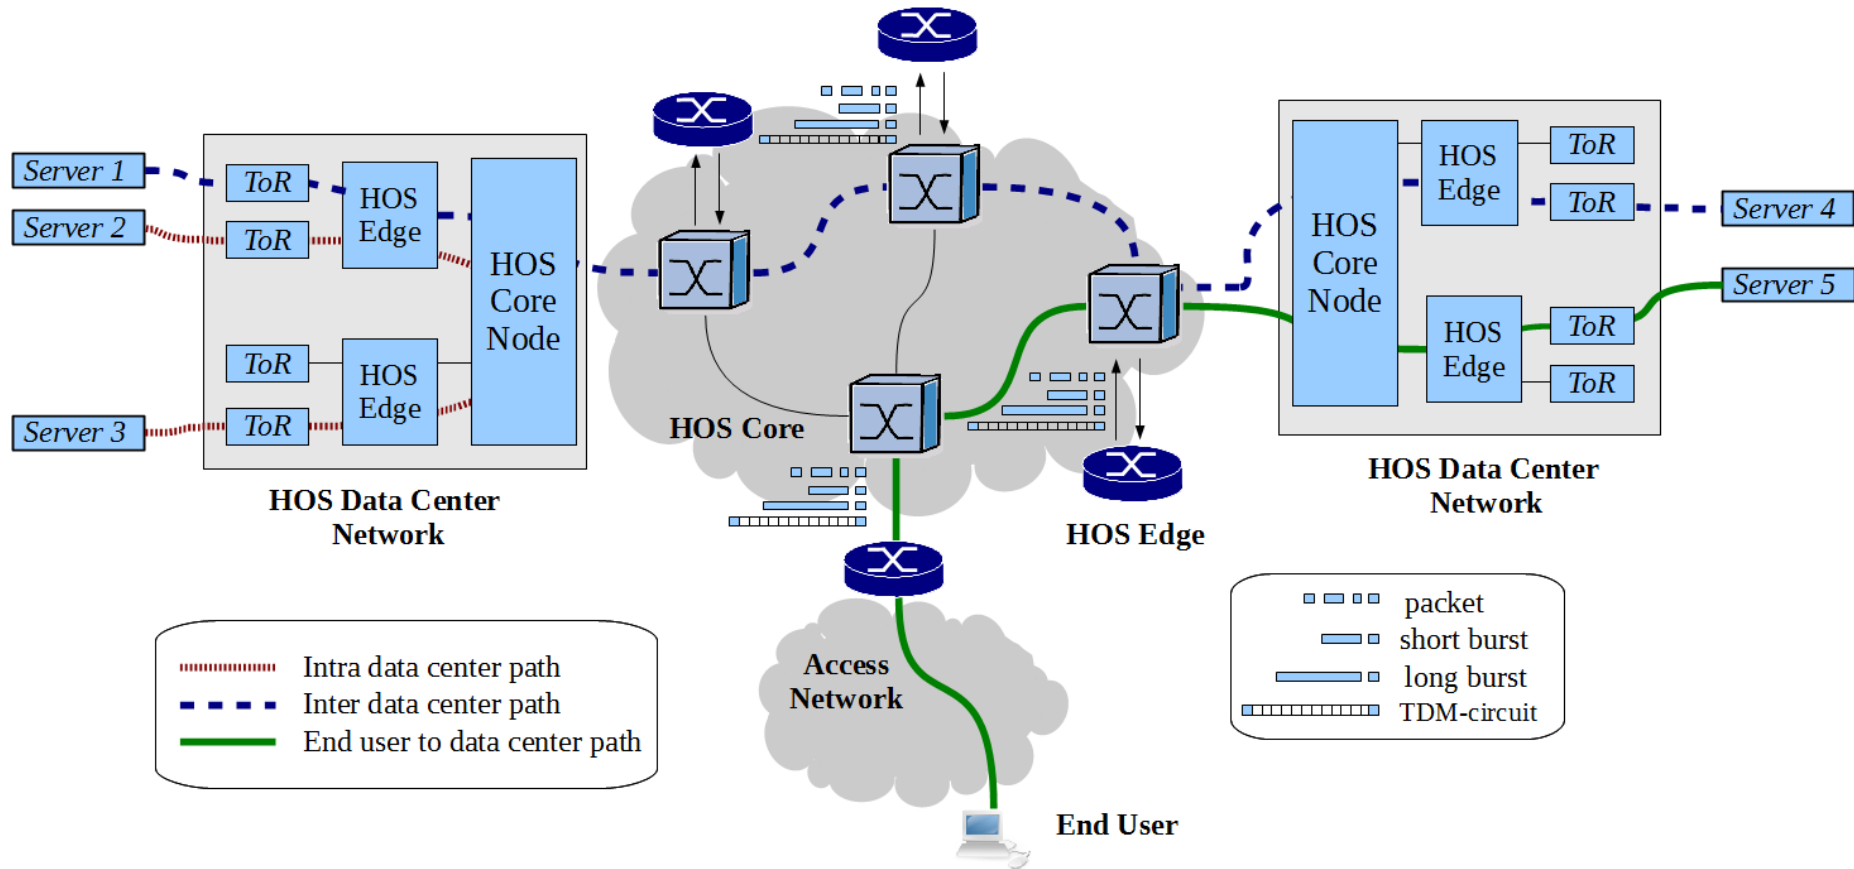 Server 1
Server 2
Server 3
ToR
ToR
ToR
ToR
HOS
Edge
HOS
Edge
HOS
Core
Node
HOS Data Center
Network
HOS Core
HOS Edge
HOS
Core
Node
HOS
Edge
HOS
Edge
ToR
ToR
ToR
ToR
Server 4
Server 5
HOS Data Center
Network
Access
Network
End User
Intra data center path
Inter data center path
End user to data center path
packet
short burst
long burst
TDM-circuit